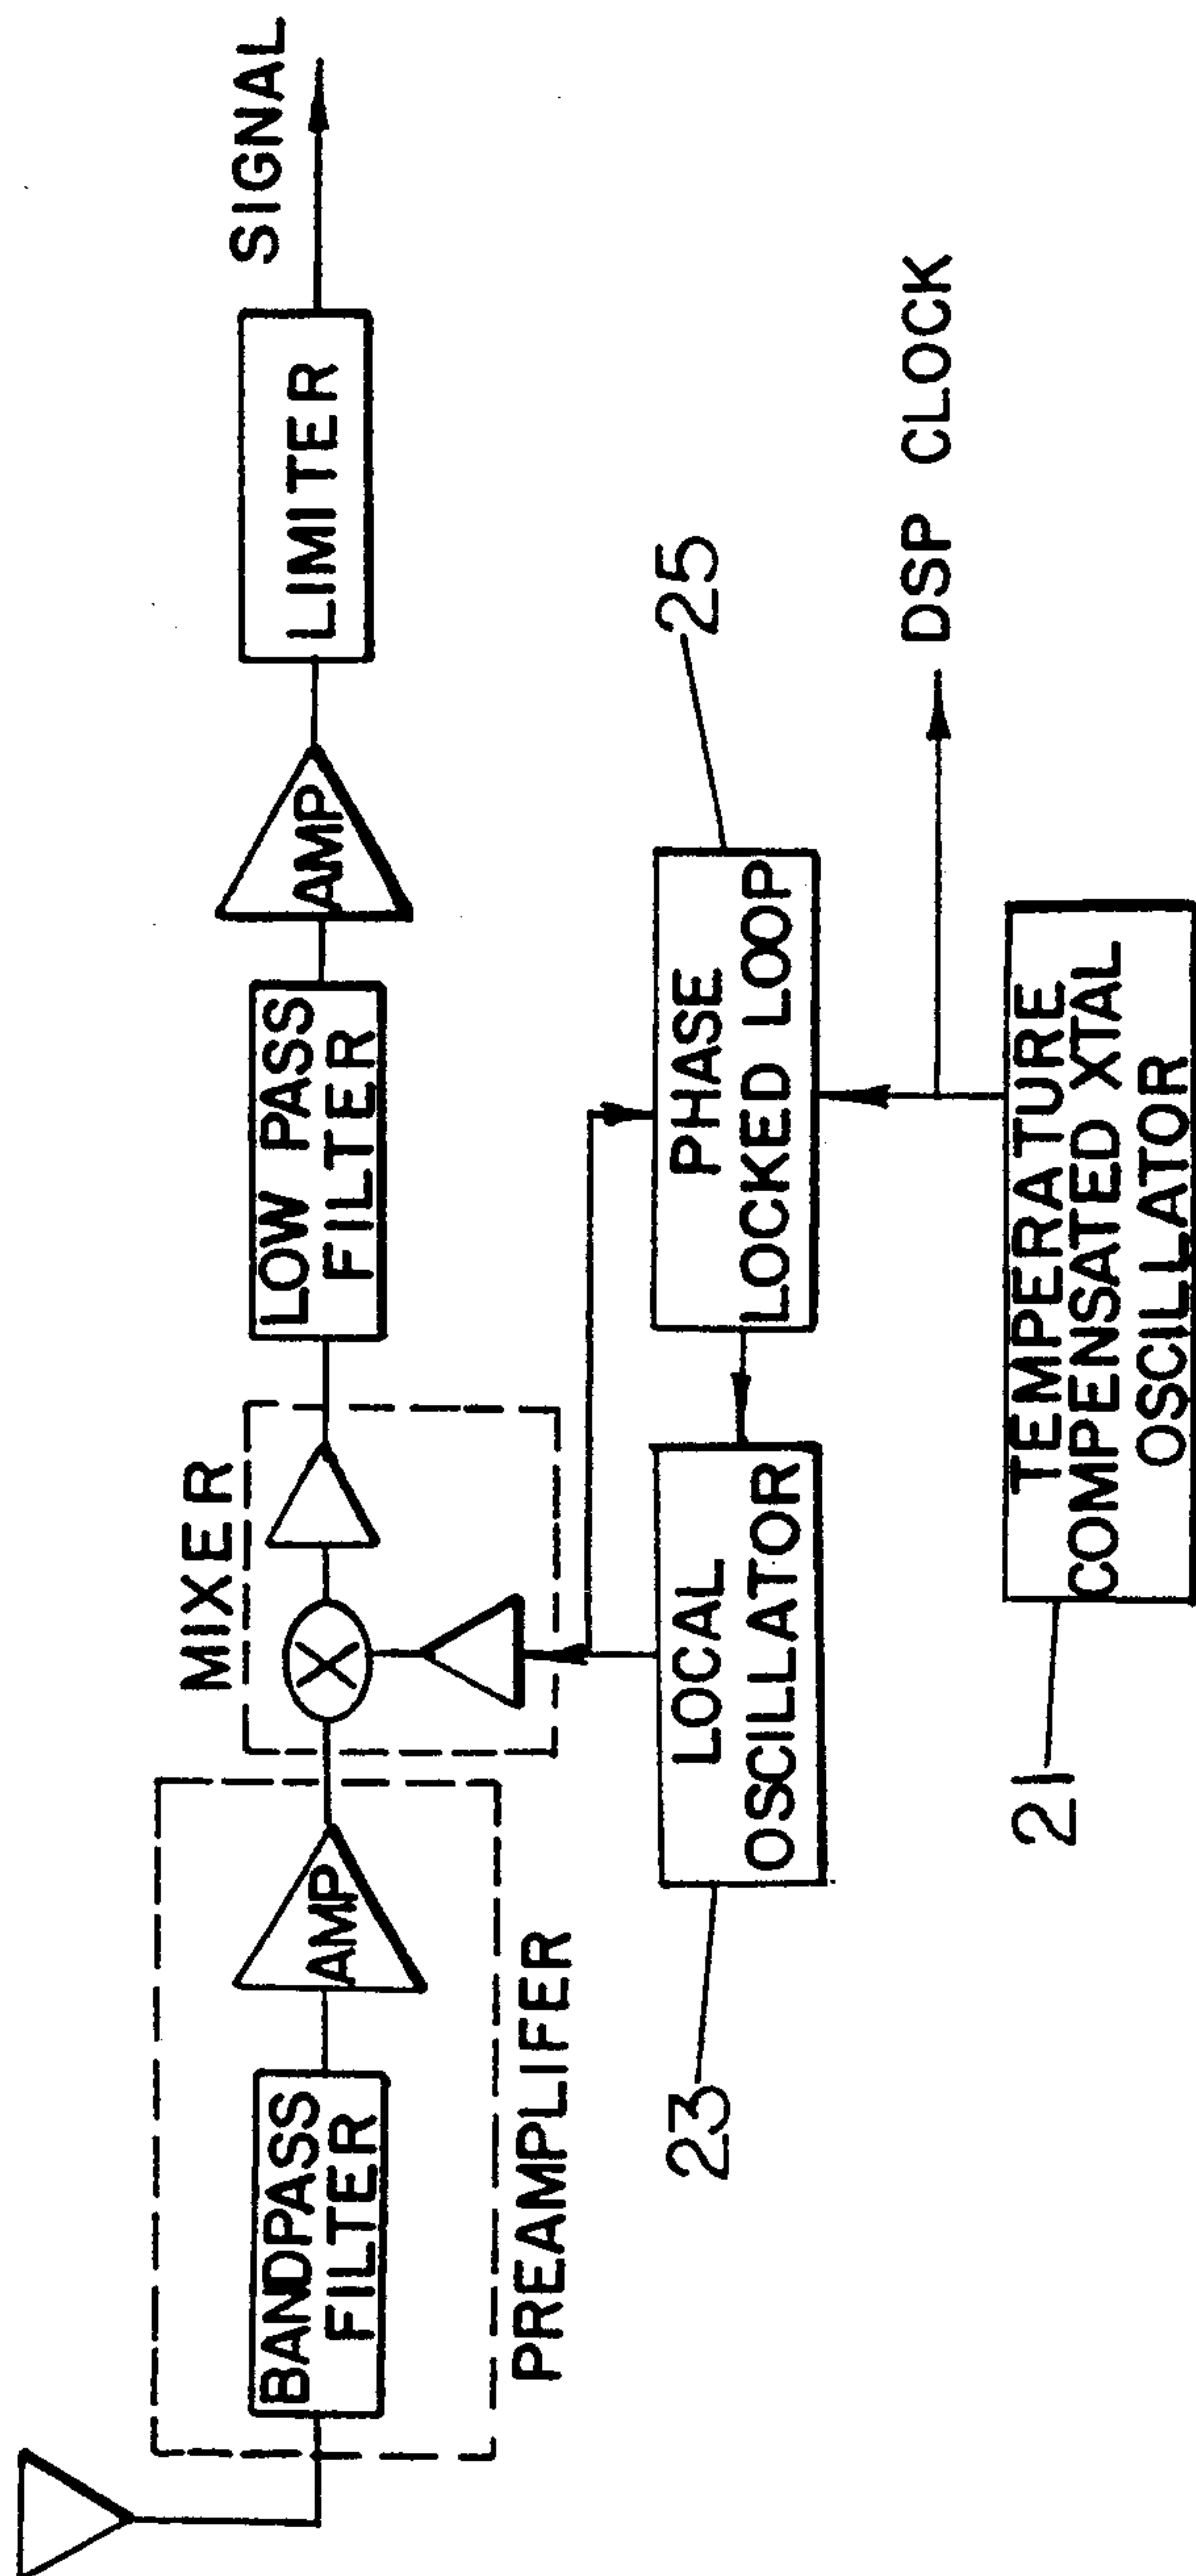 BANDPASS
FILTER
AMP
PREAMPLIFER
MIXER
X
LOW PASS
FILTER
AMP
LIMITER
SIGNAL
LOCAL
OSCILLATOR
23
PHASE
LOCKED LOOP
25
TEMPERATURE
COMPENSATED XTAL
OSCILLATOR
21
DSP CLOCK